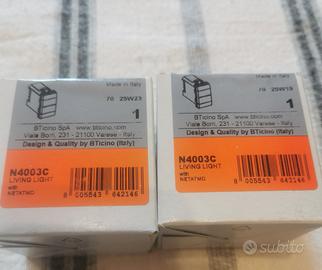 Made in Italy
70 25W23
1
BTicino SpA www.bticino.com
Viale Borri, 231 - 21100 Varese - Italy
Design & Quality by BTicino (Italy)
N4003C
LIVING LIGHT
with
NETATMO
8 005543 642146
Made in Italy
70 25W19
1
BTicino SpA www.bticino.com
Viale Borri, 231 - 21100 Varese - Italy
Design & Quality by BTicino (Italy)
N4003C
LIVING LIGHT
with
NETATMO
8 005543 642146
subito